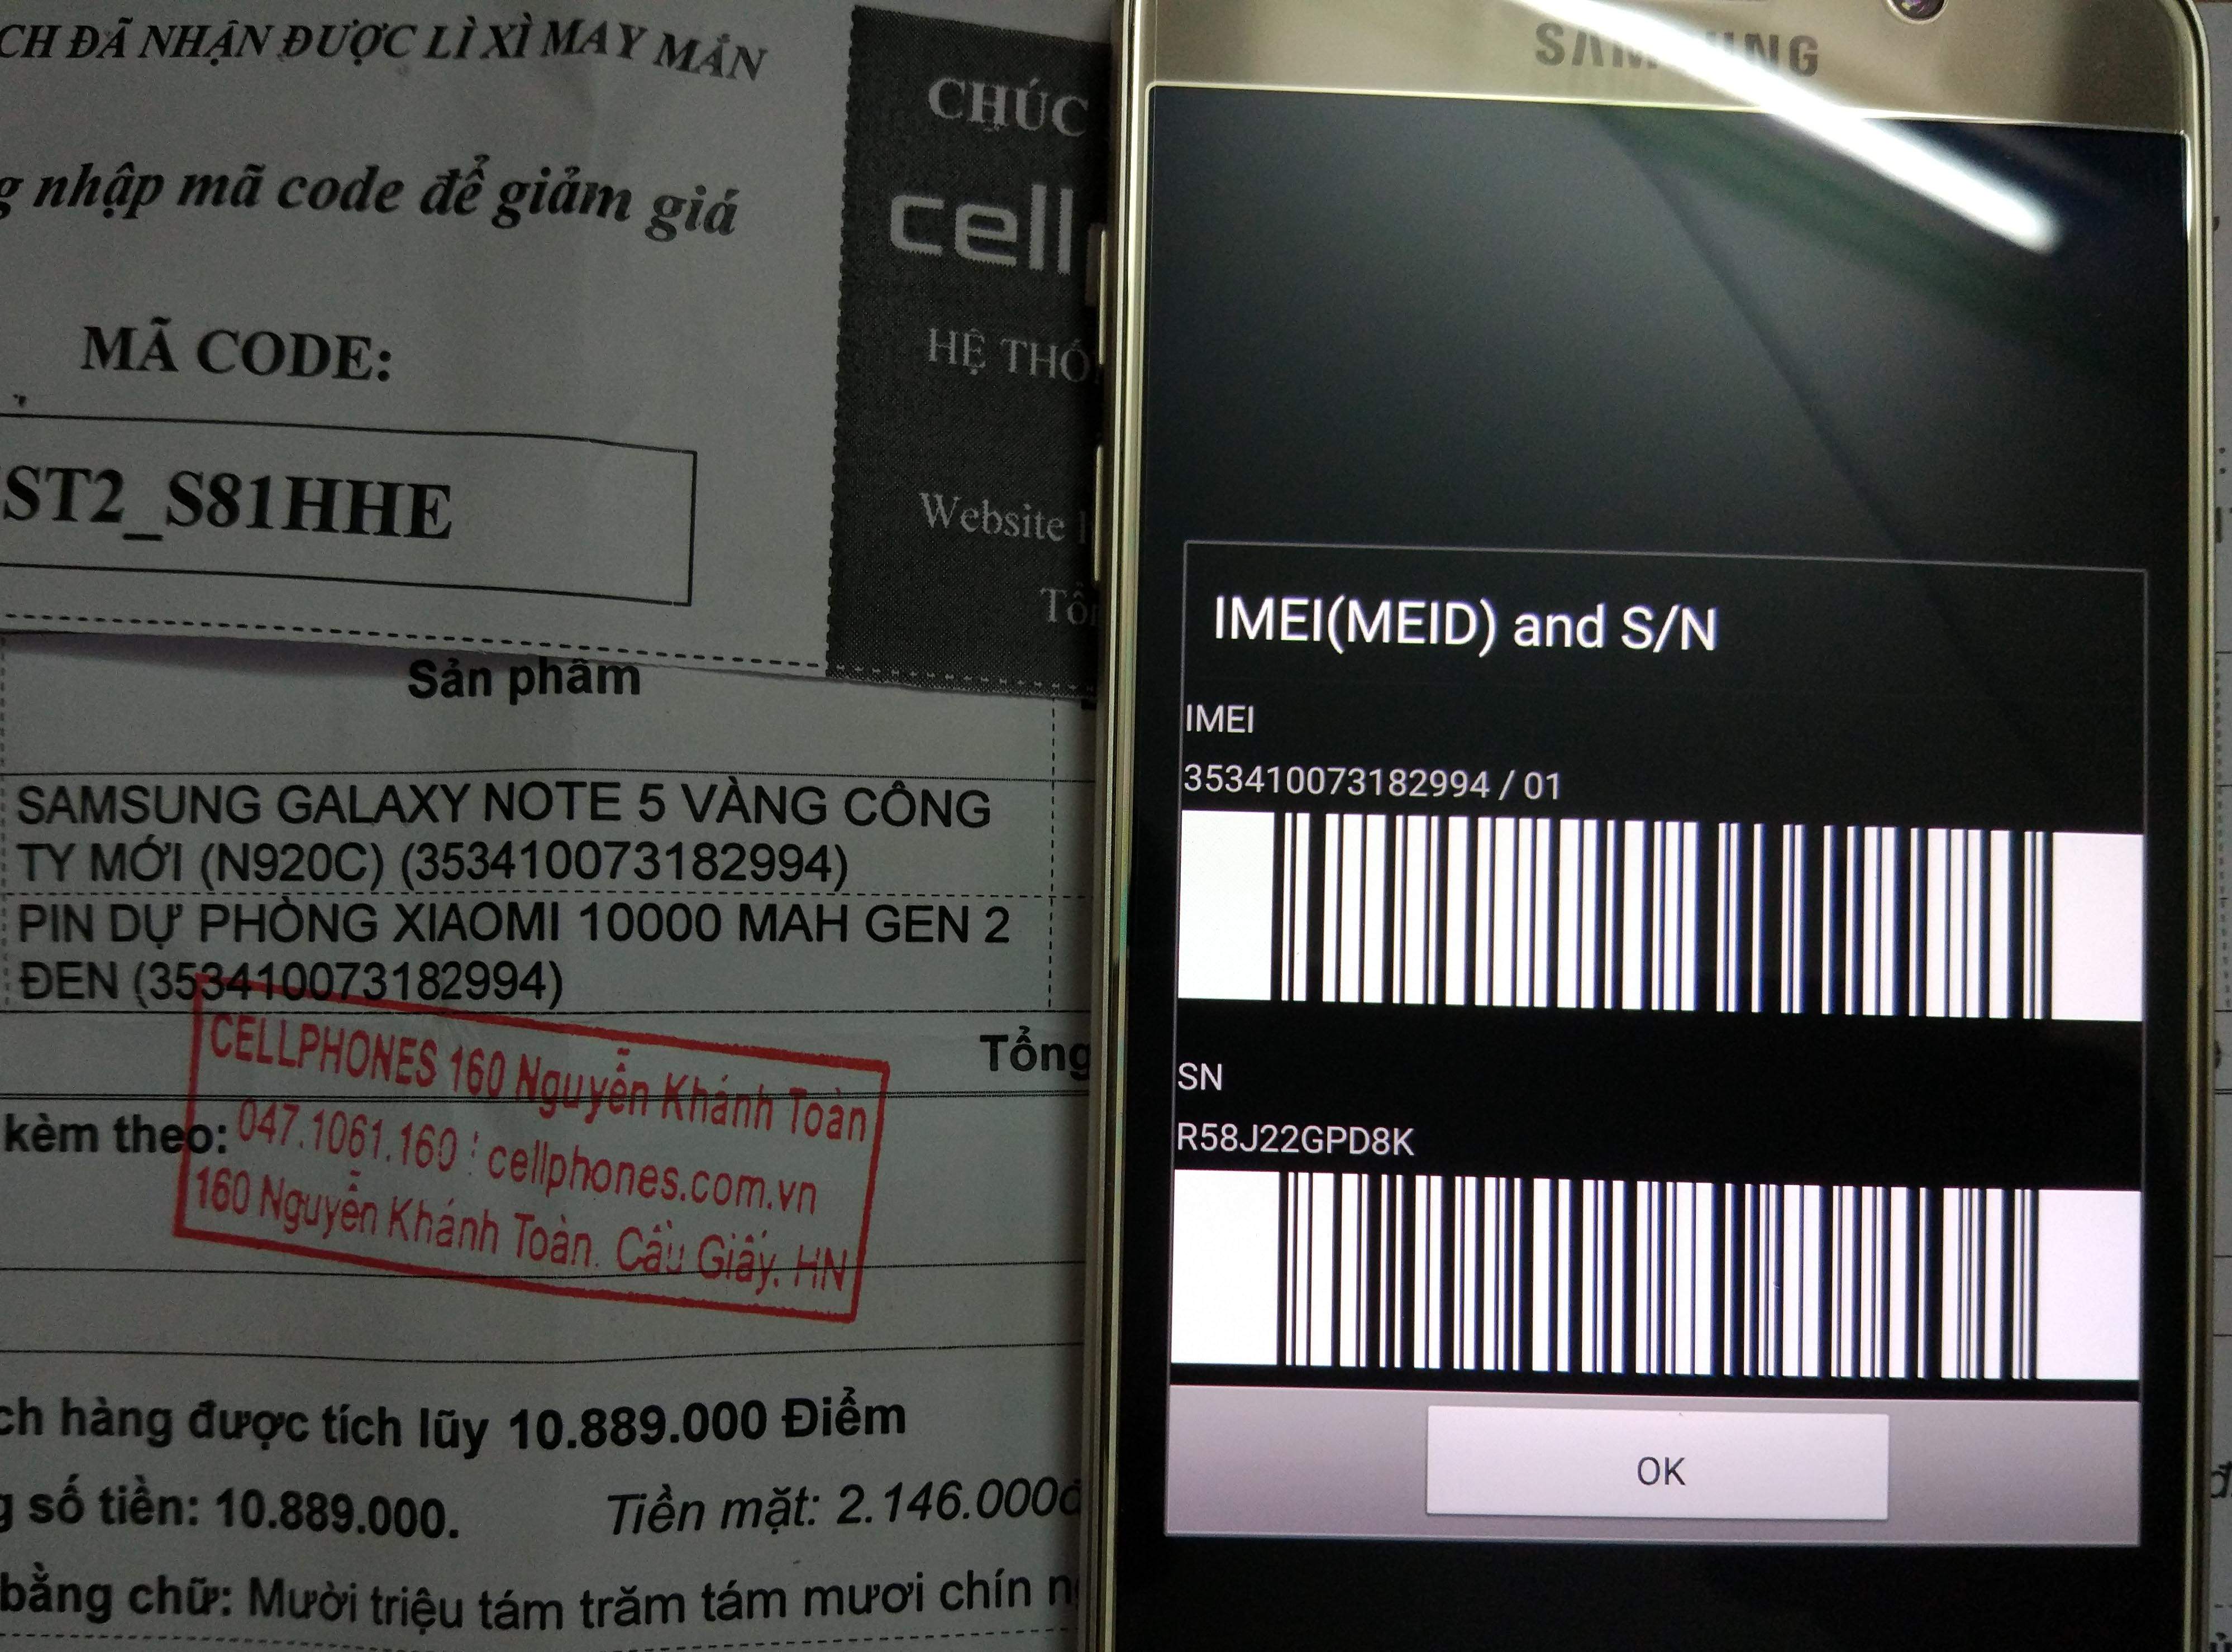 CH ĐÃ NHẬN ĐƯỢC LÌ XÌ MAY MẮN
g nhập mã code để giảm giá
MÃ CODE:
ST2_S81HHE
CHÚC
cell
HỆ THỐ
Website
Tổ
Sản phẩm
SAMSUNG GALAXY NOTE 5 VÀNG CÔNG
TY MỚI (N920C) (353410073182994)
PIN DỰ PHÒNG XIAOMI 10000 MAH GEN 2
ĐEN (353410073182994)
Tổng
kèm theo:
CELLPHONES 160 Nguyễn Khánh Toàn
047.1061.160 : cellphones.com.vn
160 Nguyễn Khánh Toàn. Cầu Giấy. HN
ch hàng được tích lũy 10.889.000 Điểm
g số tiền: 10.889.000. Tiền mặt: 2.146.000đ
bằng chữ: Mười triệu tám trăm tám mươi chín n
SAMSUNG
IMEI(MEID) and S/N
IMEI
353410073182994 / 01
SN
R58J22GPD8K
OK